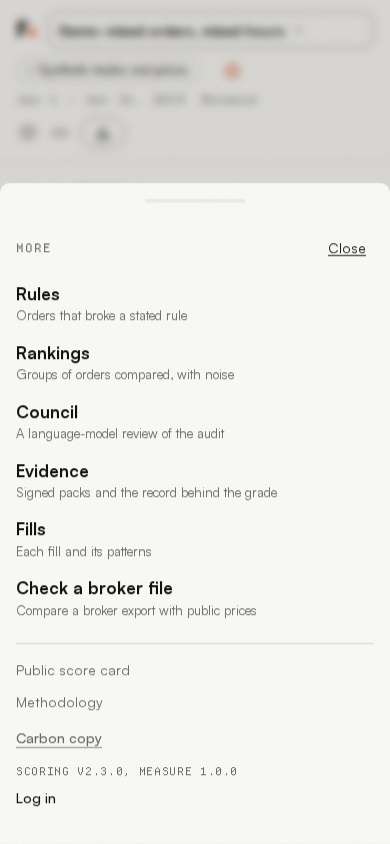 MORE
Close
Rules
Orders that broke a stated rule
Rankings
Groups of orders compared, with noise
Council
A language-model review of the audit
Evidence
Signed packs and the record behind the grade
Fills
Each fill and its patterns
Check a broker file
Compare a broker export with public prices
Public score card
Methodology
Carbon copy
SCORING V2.3.0, MEASURE 1.0.0
Log in